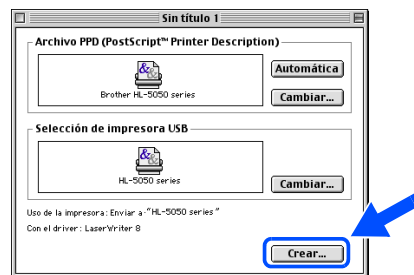 Sin título 1
Archivo PPD (PostScript™ Printer Description)
Brother HL-5050 series
Automática
Cambiar...
Selección de impresora USB
HL-5050 series
Cambiar...
Uso de la impresora: Enviar a "HL-5050 series "
Con el driver: LaserWriter 8
Crear...